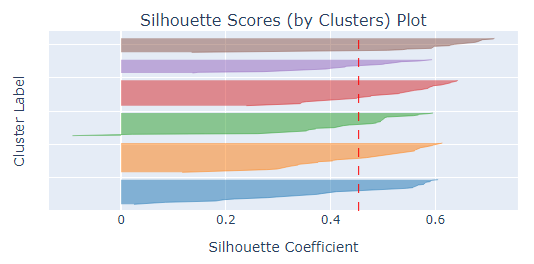 Silhouette Scores (by Clusters) Plot
Cluster Label
0 0.2 0.4 0.6
Silhouette Coefficient